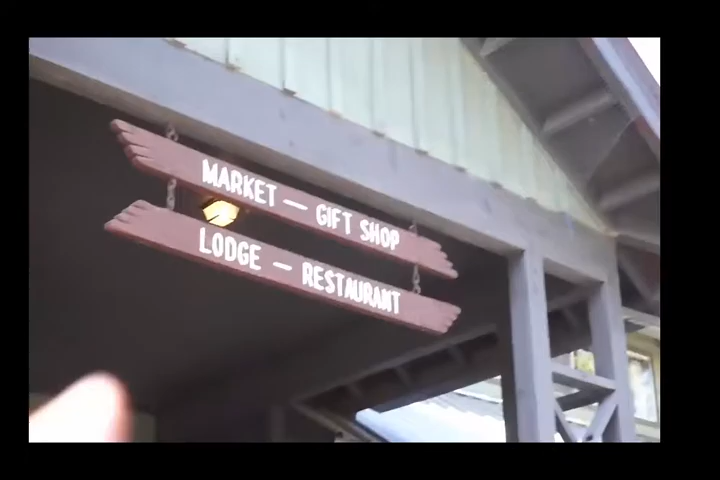 MARKET — GIFT SHOP
LODGE — RESTAURANT